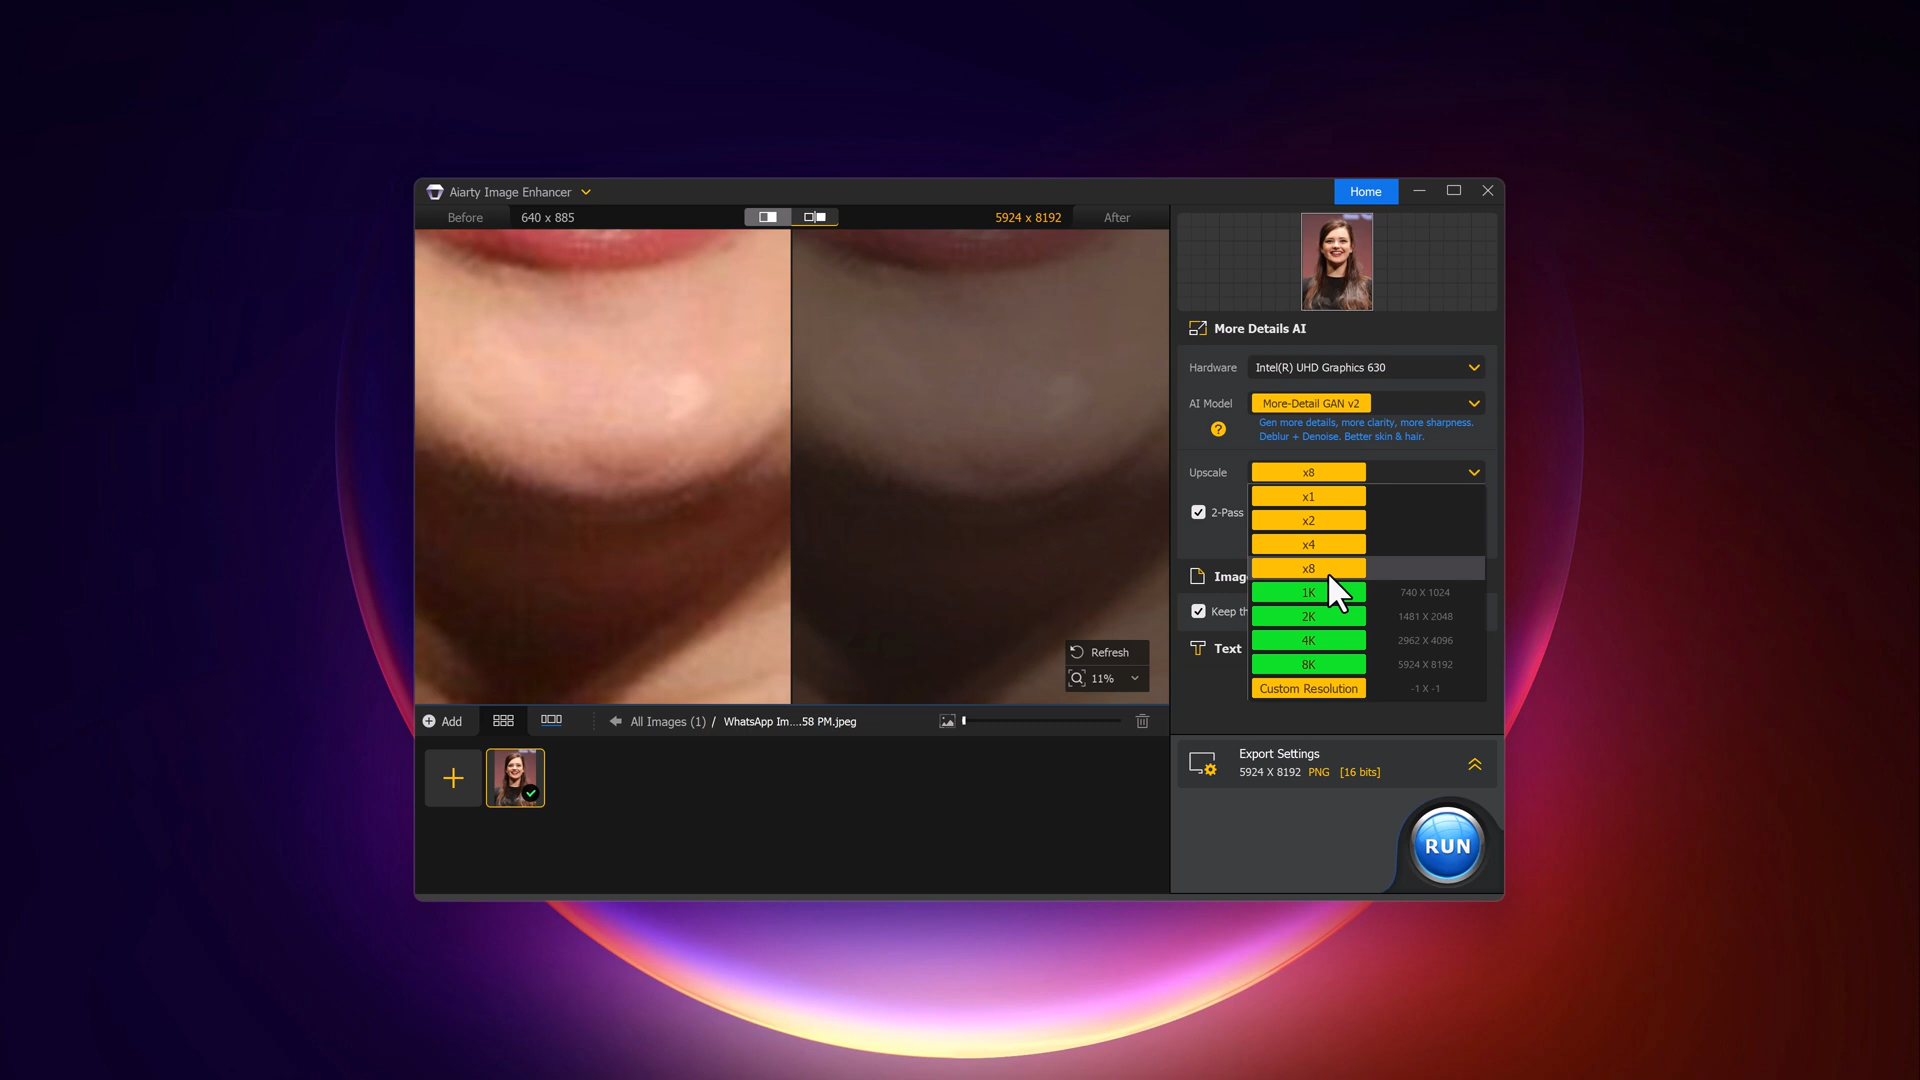 Aiarty Image Enhancer
Home
Before
640 x 885
5924 x 8192
After
More Details AI
Hardware
Intel(R) UHD Graphics 630
AI Model
More-Detail GAN v2
?
Gen more details, more clarity, more sharpness.
Deblur + Denoise. Better skin & hair.
Upscale
x8
x1
2-Pass
x2
x4
x8
Imag
1K
740 X 1024
Keep th
2K
1481 X 2048
4K
2962 X 4096
Text
8K
5924 X 8192
Custom Resolution
-1 X -1
Refresh
11%
Add
All Images (1) / WhatsApp Im....58 PM.jpeg
Export Settings
5924 X 8192 PNG [16 bits]
RUN